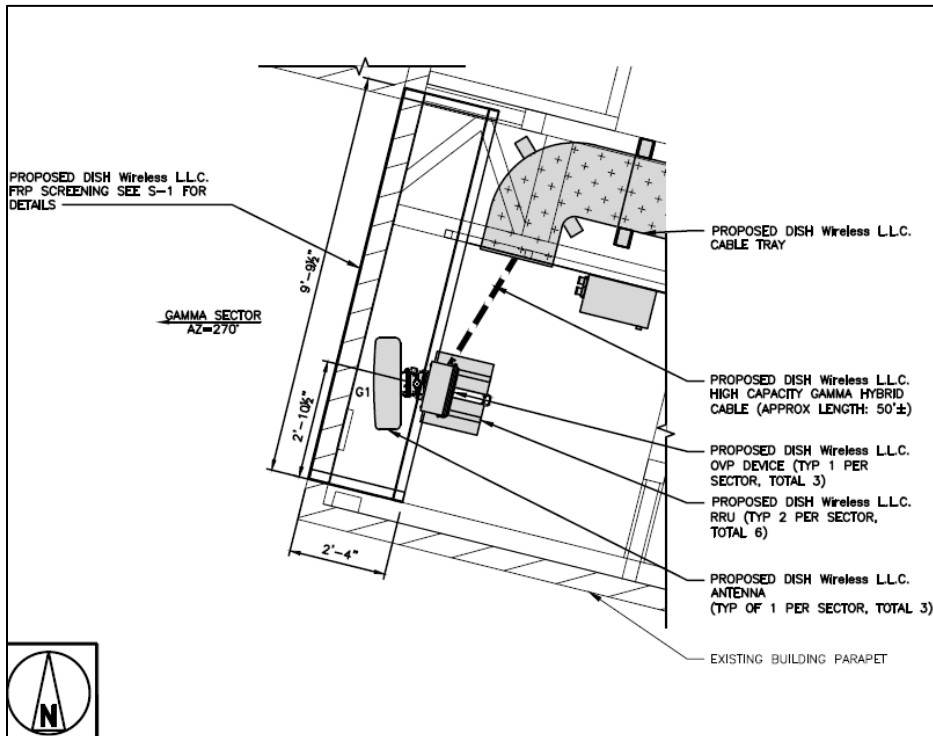 PROPOSED DISH Wireless L.L.C.
FRP SCREENING SEE S-1 FOR
DETAILS
9'-9½"
GAMMA SECTOR
AZ=270°
G1
2'-10½"
2'-4"
PROPOSED DISH Wireless L.L.C.
CABLE TRAY
PROPOSED DISH Wireless L.L.C.
HIGH CAPACITY GAMMA HYBRID
CABLE (APPROX LENGTH: 50'±)
PROPOSED DISH Wireless L.L.C.
OVP DEVICE (TYP 1 PER
SECTOR, TOTAL 3)
PROPOSED DISH Wireless L.L.C.
RRU (TYP 2 PER SECTOR,
TOTAL 6)
PROPOSED DISH Wireless L.L.C.
ANTENNA
(TYP OF 1 PER SECTOR, TOTAL 3)
EXISTING BUILDING PARAPET
N